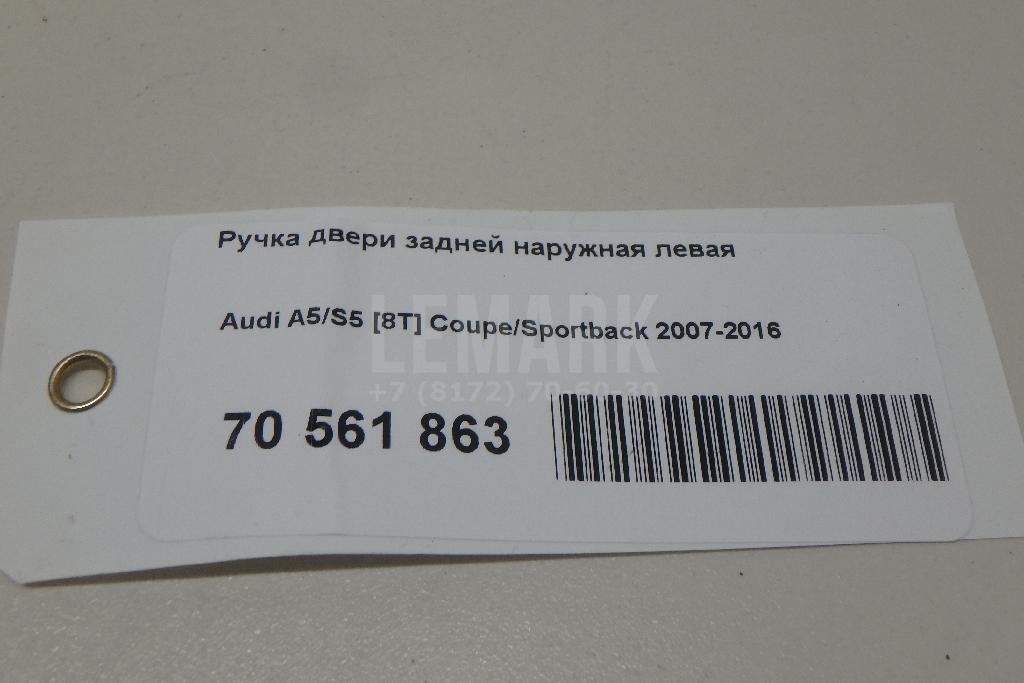 Ручка двери задней наружная левая
Audi A5/S5 [8T] Coupe/Sportback 2007-2016
LEMARK
+7 (8172) 70-60-30
70 561 863